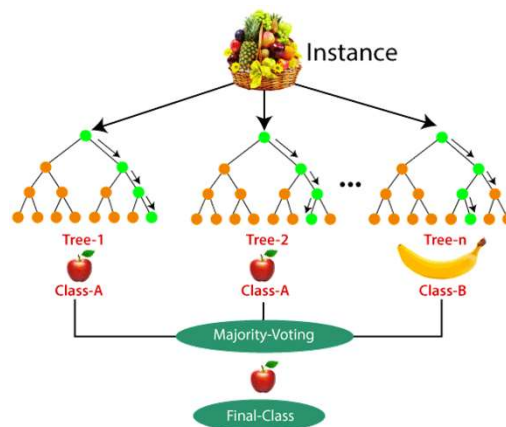 Instance
...
Tree-1 Tree-2 Tree-n
Class-A Class-A Class-B
Majority-Voting
Final-Class